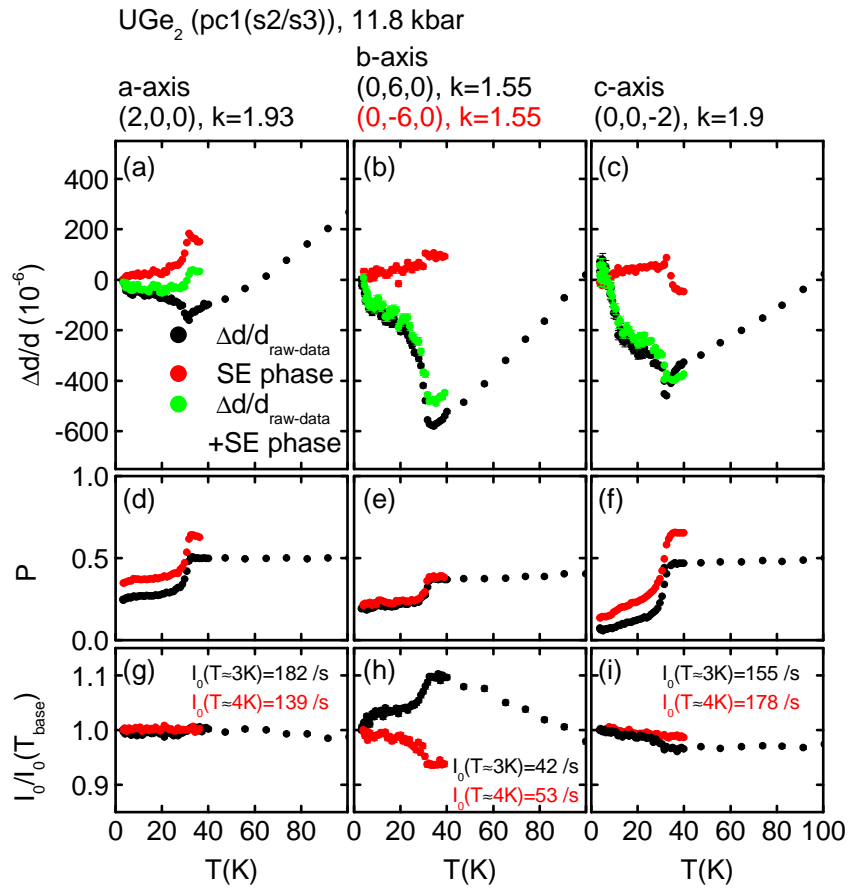 UGe2 (pc1(s2/s3)), 11.8 kbar
a-axis
(2,0,0), k=1.93
b-axis
(0,6,0), k=1.55
(0,-6,0), k=1.55
c-axis
(0,0,-2), k=1.9
(a)
(b)
(c)
400
200
0
-200
-400
-600
Δd/d (10-6)
Δd/d raw-data
SE phase
Δd/d raw-data
+SE phase
(d)
(e)
(f)
1.0
0.5
0.0
P
(g)
(h)
(i)
I0(T≈3K)=182 /s
I0(T≈4K)=139 /s
I0(T≈3K)=42 /s
I0(T≈4K)=53 /s
I0(T≈3K)=155 /s
I0(T≈4K)=178 /s
1.1
1.0
0.9
I0/I0(Tbase)
0 20 40 60 80
0 20 40 60 80
0 20 40 60 80 100
T(K)
T(K)
T(K)